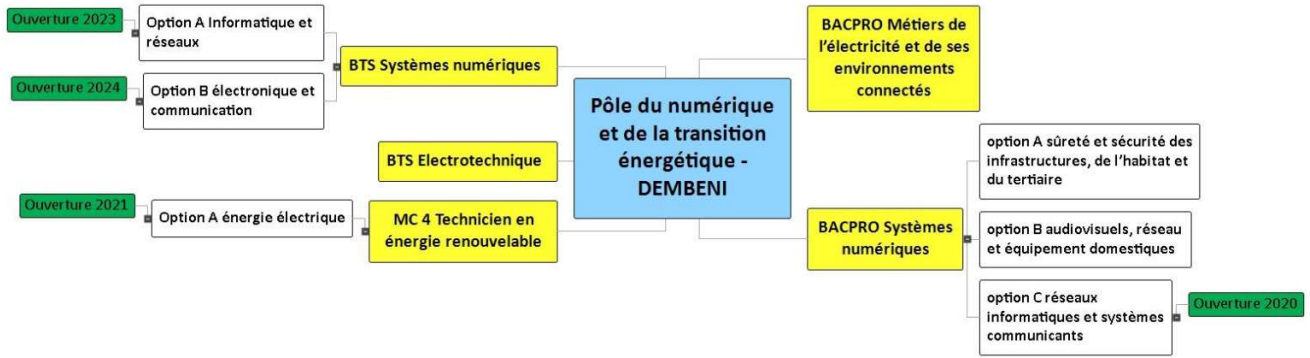 Ouverture 2023
Option A Informatique et
réseaux
Ouverture 2024
Option B électronique et
communication
BTS Systèmes numériques
BTS Electrotechnique
Ouverture 2021
Option A énergie électrique
MC 4 Technicien en
énergie renouvelable
Pôle du numérique
et de la transition
énergétique -
DEMBENI
BACPRO Métiers de
l'électricité et de ses
environnements
connectés
BACPRO Systèmes
numériques
option A sûreté et sécurité des
infrastructures, de l'habitat et
du tertiaire
option B audiovisuels, réseau
et équipement domestiques
option C réseaux
informatiques et systèmes
communicants
Ouverture 2020